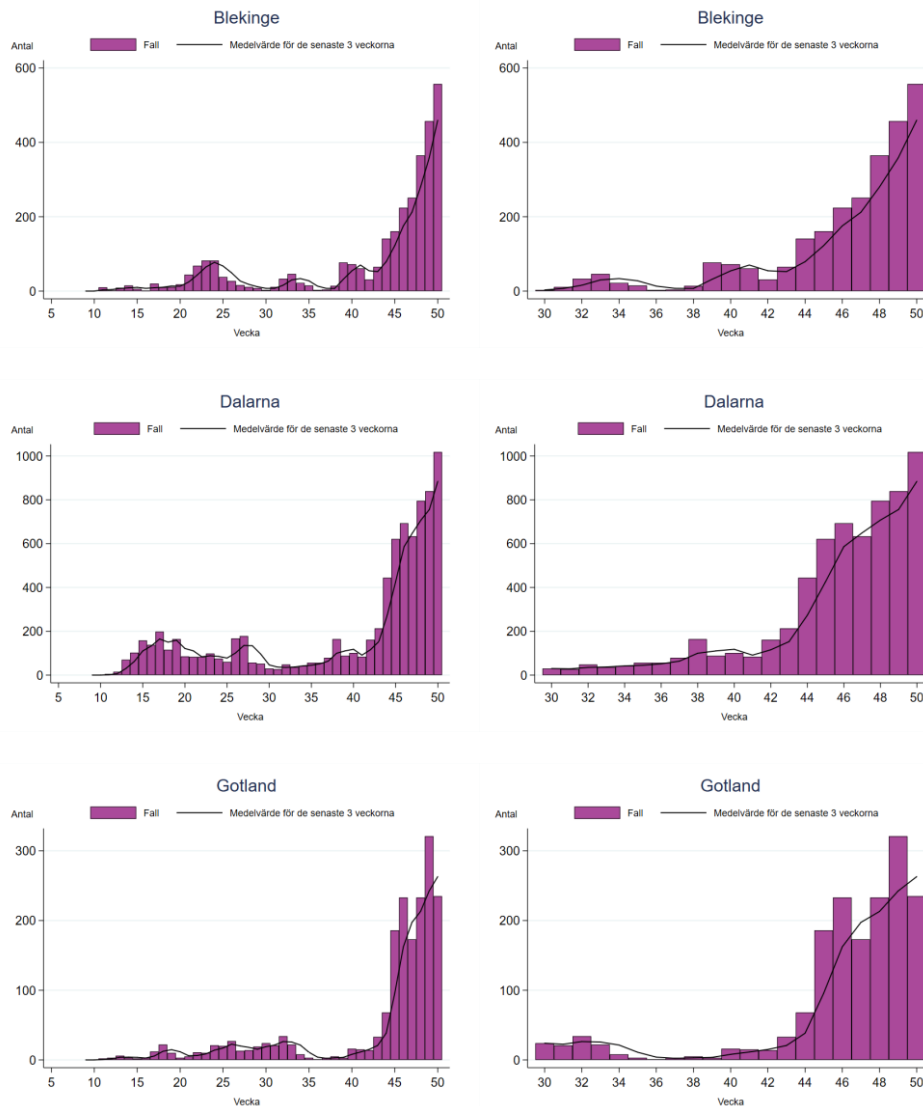 Blekinge
Antal Fall Medelvärde för de senaste 3 veckorna
600
400
200
0
5 10 15 20 25 30 35 40 45 50
Vecka
Blekinge
Antal Fall Medelvärde för de senaste 3 veckorna
600
400
200
0
30 32 34 36 38 40 42 44 46 48 50
Vecka
Dalarna
Antal Fall Medelvärde för de senaste 3 veckorna
1000
800
600
400
200
0
5 10 15 20 25 30 35 40 45 50
Vecka
Dalarna
Antal Fall Medelvärde för de senaste 3 veckorna
1000
800
600
400
200
0
30 32 34 36 38 40 42 44 46 48 50
Vecka
Gotland
Antal Fall Medelvärde för de senaste 3 veckorna
300
200
100
0
5 10 15 20 25 30 35 40 45 50
Vecka
Gotland
Antal Fall Medelvärde för de senaste 3 veckorna
300
200
100
0
30 32 34 36 38 40 42 44 46 48 50
Vecka